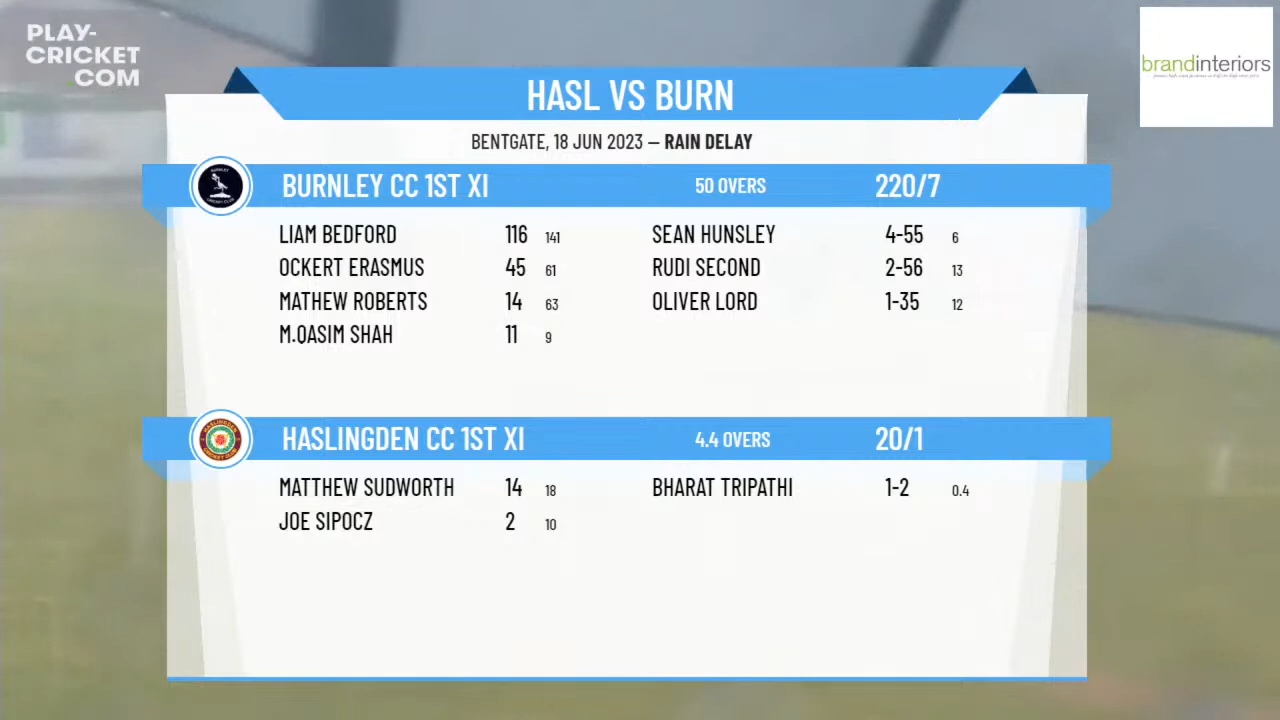 PLAY-
CRICKET
.COM
brandinteriors
HASL VS BURN
BENTGATE, 18 JUN 2023 – RAIN DELAY
BURNLEY CC 1ST XI 50 OVERS 220/7
LIAM BEDFORD 116 141 SEAN HUNSLEY 4-55 6
OCKERT ERASMUS 45 61 RUDI SECOND 2-56 13
MATHEW ROBERTS 14 63 OLIVER LORD 1-35 12
M.QASIM SHAH 11 9
HASLINGDEN CC 1ST XI 4.4 OVERS 20/1
MATTHEW SUDWORTH 14 18 BHARAT TRIPATHI 1-2 0.4
JOE SIPOCZ 2 10